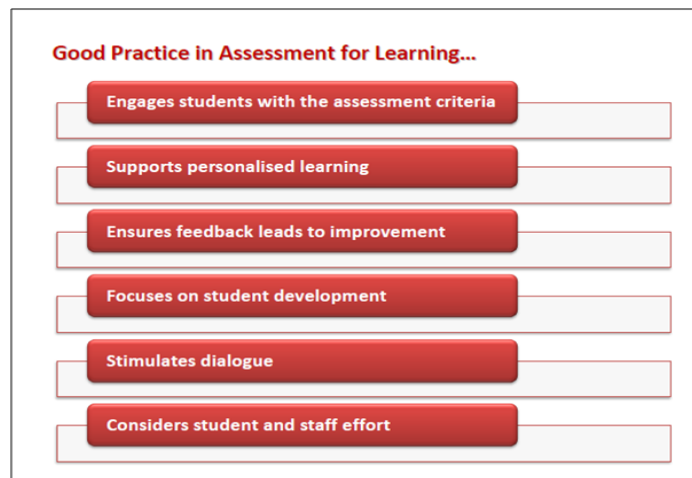 Good Practice in Assessment for Learning...
Engages students with the assessment criteria
Supports personalised learning
Ensures feedback leads to improvement
Focuses on student development
Stimulates dialogue
Considers student and staff effort